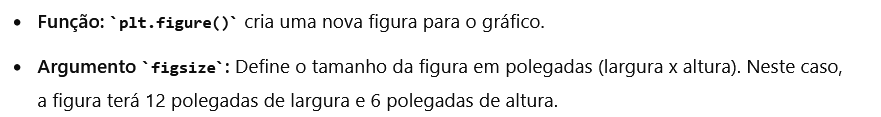 • Função: `plt.figure()` cria uma nova figura para o gráfico.
• Argumento `figsize`: Define o tamanho da figura em polegadas (largura x altura). Neste caso,
a figura terá 12 polegadas de largura e 6 polegadas de altura.